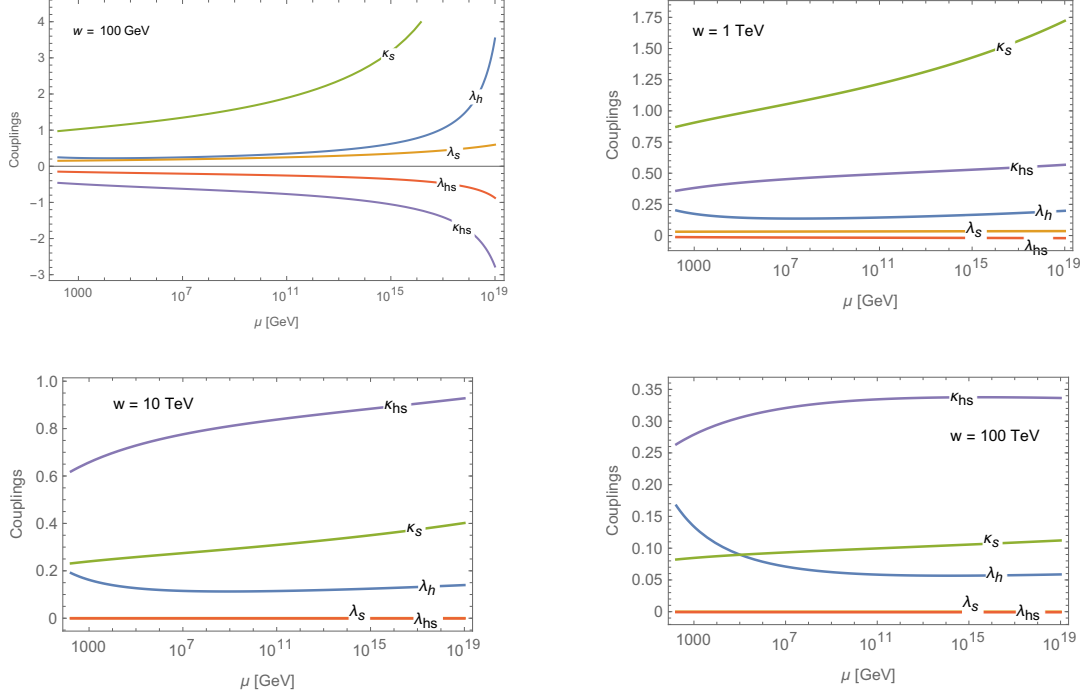 w = 100 GeV
Couplings
4
3
2
1
0
−1
−2
−3
κs
λh
λs
λhs
κhs
1000 10^7 10^11 10^15 10^19
μ [GeV]
w = 1 TeV
Couplings
1.75
1.50
1.25
1.00
0.75
0.50
0.25
0
κs
κhs
λh
λs
λhs
1000 10^7 10^11 10^15 10^19
μ [GeV]
w = 10 TeV
Couplings
1.0
0.8
0.6
0.4
0.2
0
κhs
κs
λh
λs
λhs
1000 10^7 10^11 10^15 10^19
μ [GeV]
w = 100 TeV
Couplings
0.35
0.30
0.25
0.20
0.15
0.10
0.05
0
κhs
κs
λh
λs
λhs
1000 10^7 10^11 10^15 10^19
μ [GeV]